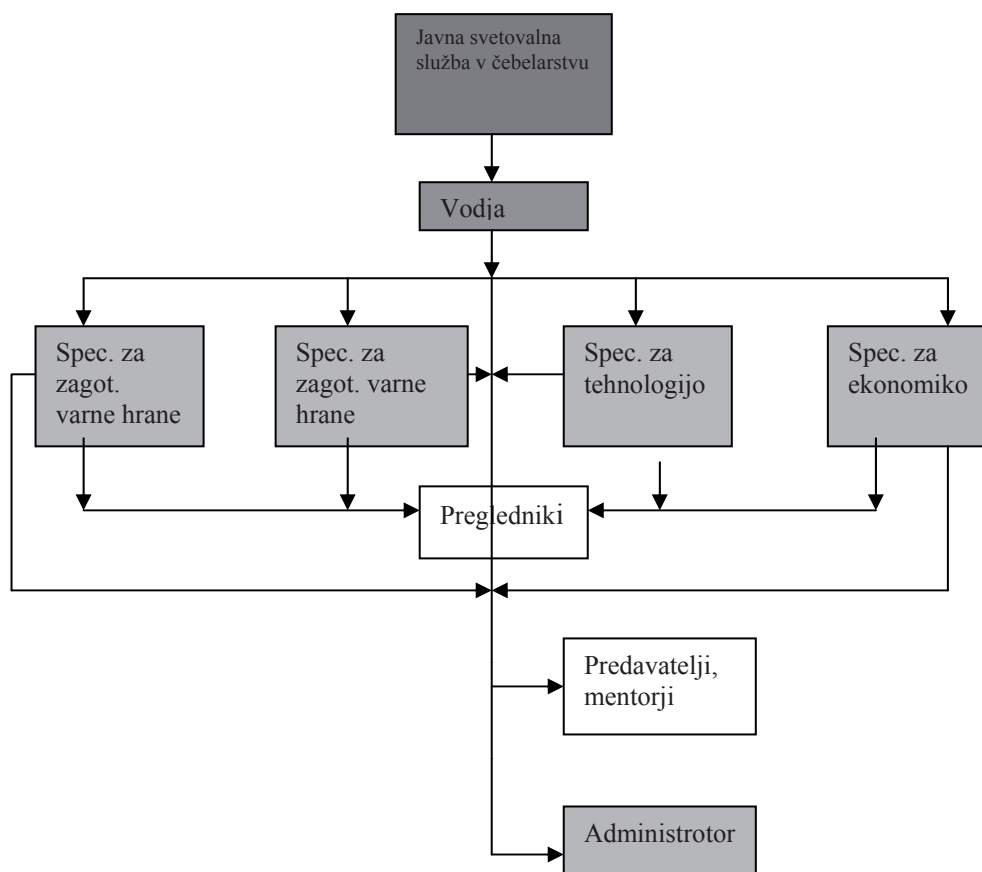 Javna svetovalna
služba v čebelarstvu
Vodja
Spec. za
zagot.
varne hrane
Spec. za
zagot. varne
hrane
Spec. za
tehnologijo
Spec. za
ekonomiko
Pregledniki
Predavatelji,
mentorji
Administrotor